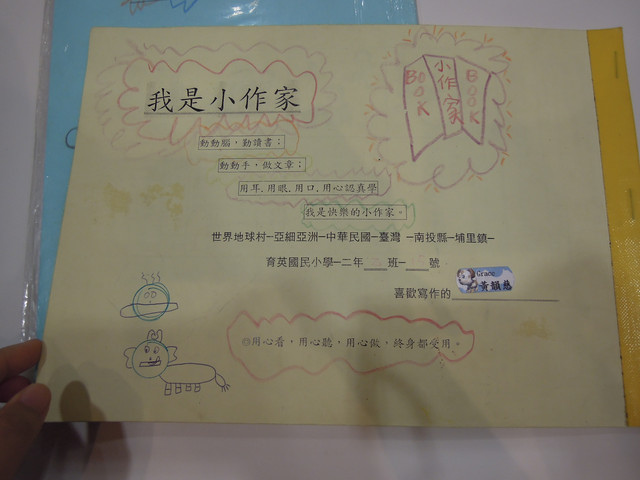 我是小作家
BOOK 小作家 BOOK
動動腦，勤讀書；
動動手，做文章；
用耳、用眼、用口、用心認真學
我是快樂的小作家。
世界地球村－亞細亞洲－中華民國－臺灣－南投縣－埔里鎮－
育英國民小學－二年 班－ 號
Grace
喜歡寫作的 黃韻慈
用心看，用心聽，用心做，終身都受用。